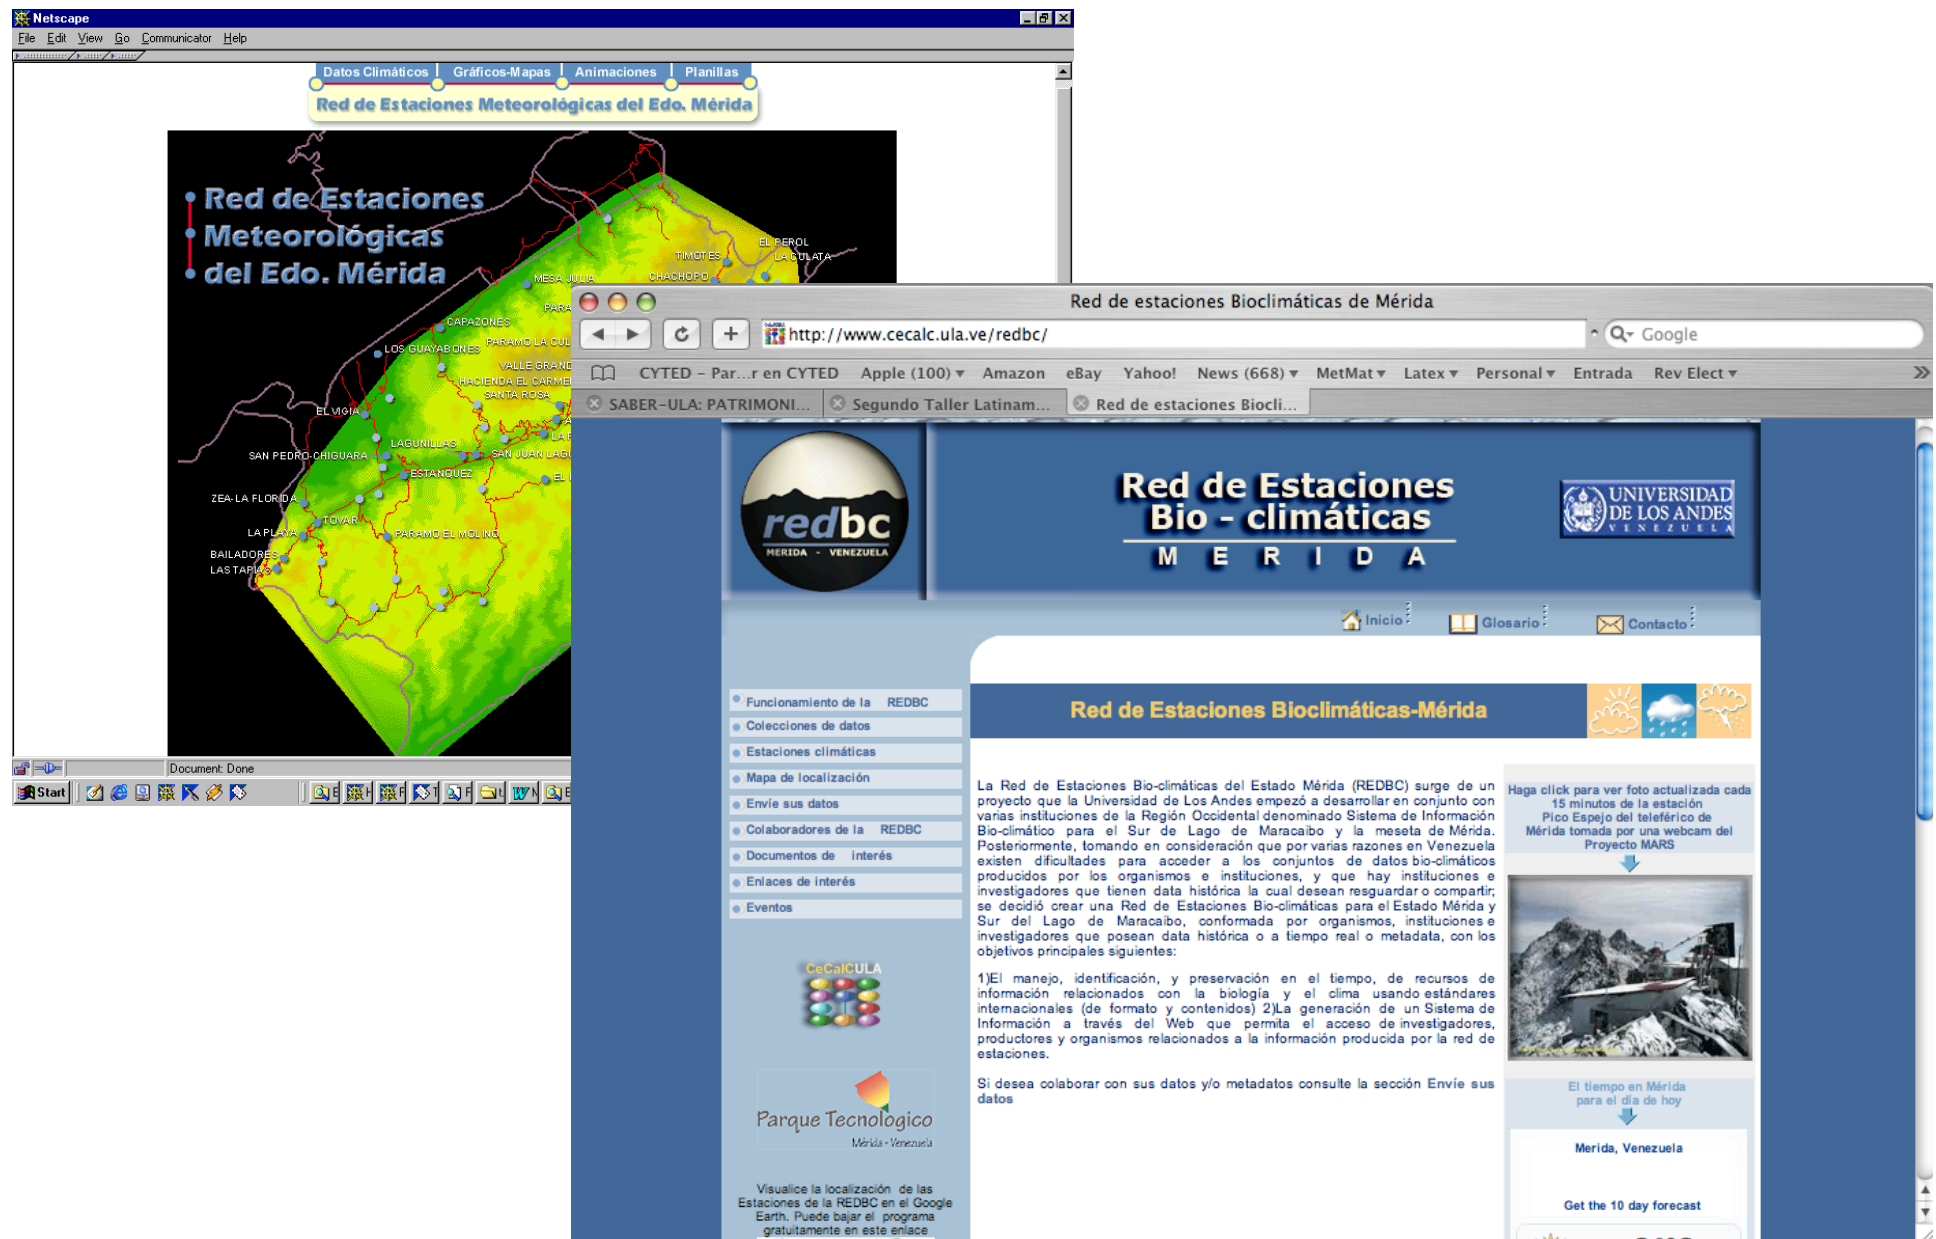 Netscape
File Edit View Go Communicator Help
Datos Climáticos Gráficos-Mapas Animaciones Planillas
Red de Estaciones Meteorológicas del Edo. Mérida
Red de Estaciones
Meteorológicas
del Edo. Mérida
EL PEROL
TIMOTES
LA CULATA
CHACHOPO
MESA JULIA
CAPAZONES
LOS GUAYABONES
VALLE GRAND
HACIENDA EL CARME
SANTA ROSA
EL VIGIA
LAGUNILLAS
SAN PEDRO-CHIGUARA
SAN JUAN LAGU
ESTANQUEZ
ZEA-LA FLORIDA
TOVAR
LA PLAYA
PARAMO EL MOLINO
BAILADORES
LAS TAPIAS
Document: Done
Start
Red de estaciones Bioclimáticas de Mérida
http://www.cecalc.ula.ve/redbc/
Google
CYTED - Par...r en CYTED Apple (100) Amazon eBay Yahoo! News (668) MetMat Latex Personal Entrada Rev Elect
SABER-ULA: PATRIMONI... Segundo Taller Latinam... Red de estaciones Biocli...
redbc
MERIDA - VENEZUELA
Red de Estaciones
Bio - climáticas
MERIDA
UNIVERSIDAD
DE LOS ANDES
VENEZUELA
Inicio Glosario Contacto
Funcionamiento de la REDBC
Colecciones de datos
Estaciones climáticas
Mapa de localización
Envíe sus datos
Colaboradores de la REDBC
Documentos de interés
Enlaces de interés
Eventos
CeCalCULA
Parque Tecnológico
Mérida - Venezuela
Visualice la localización de las
Estaciones de la REDBC en el Google
Earth. Puede bajar el programa
gratuitamente en este enlace
Red de Estaciones Bioclimáticas-Mérida
La Red de Estaciones Bio-climáticas del Estado Mérida (REDBC) surge de un
proyecto que la Universidad de Los Andes empezó a desarrollar en conjunto con
varias instituciones de la Región Occidental denominado Sistema de Información
Bio-climático para el Sur de Lago de Maracaibo y la meseta de Mérida.
Posteriormente, tomando en consideración que por varias razones en Venezuela
existen dificultades para acceder a los conjuntos de datos bio-climáticos
producidos por los organismos e instituciones, y que hay instituciones e
investigadores que tienen data histórica la cual desean resguardar o compartir;
se decidió crear una Red de Estaciones Bio-climáticas para el Estado Mérida y
Sur del Lago de Maracaibo, conformada por organismos, instituciones e
investigadores que posean data histórica o a tiempo real o metadata, con los
objetivos principales siguientes:
1)El manejo, identificación, y preservación en el tiempo, de recursos de
información relacionados con la biología y el clima usando estándares
internacionales (de formato y contenidos) 2)La generación de un Sistema de
Información a través del Web que permita el acceso de investigadores,
productores y organismos relacionados a la información producida por la red de
estaciones.
Si desea colaborar con sus datos y/o metadatos consulte la sección Envíe sus
datos
Haga click para ver foto actualizada cada
15 minutos de la estación
Pico Espejo del teleférico de
Mérida tomada por una webcam del
Proyecto MARS
El tiempo en Mérida
para el día de hoy
Merida, Venezuela
Get the 10 day forecast